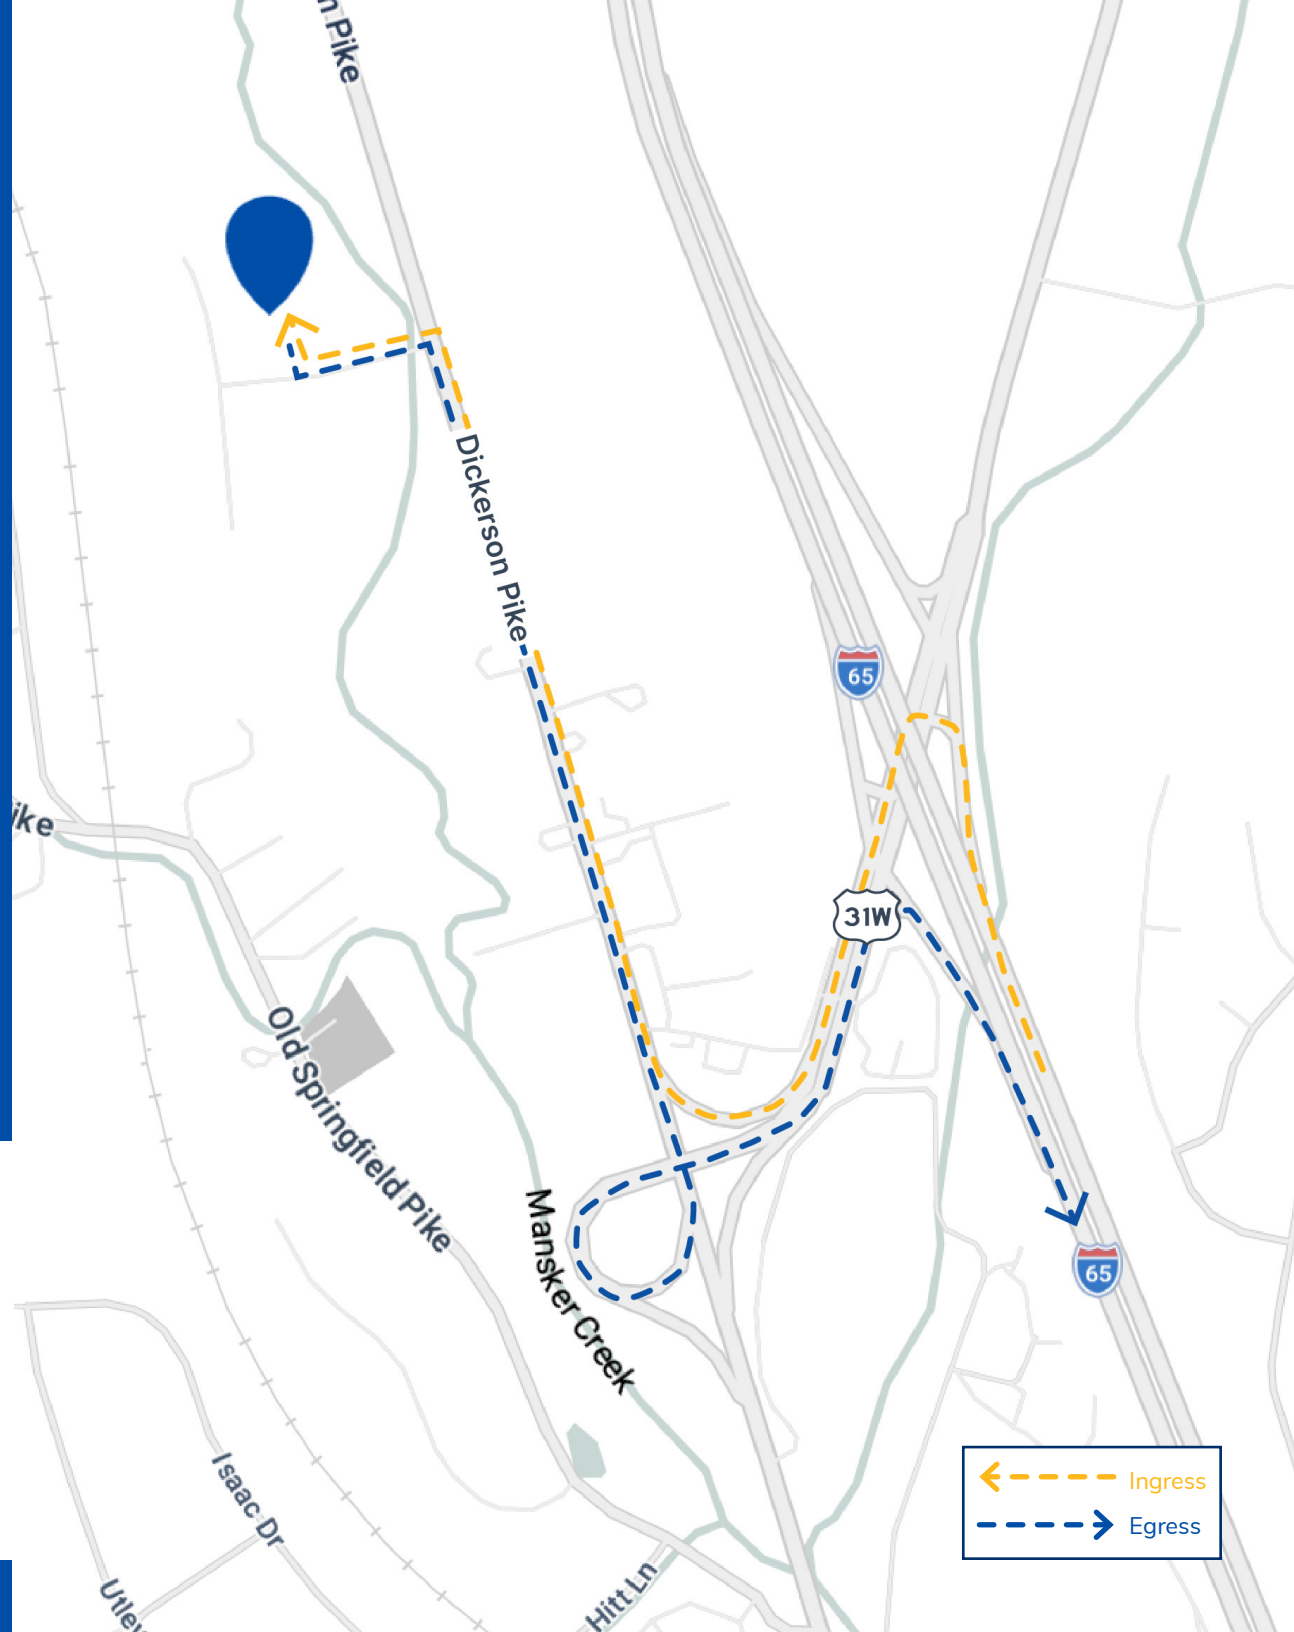 n Pike
Dickerson Pike
65
ike
31W
Old Springfield Pike
Mansker Creek
65
Isaac Dr
Ingress
Egress
Utley
Hitt Ln